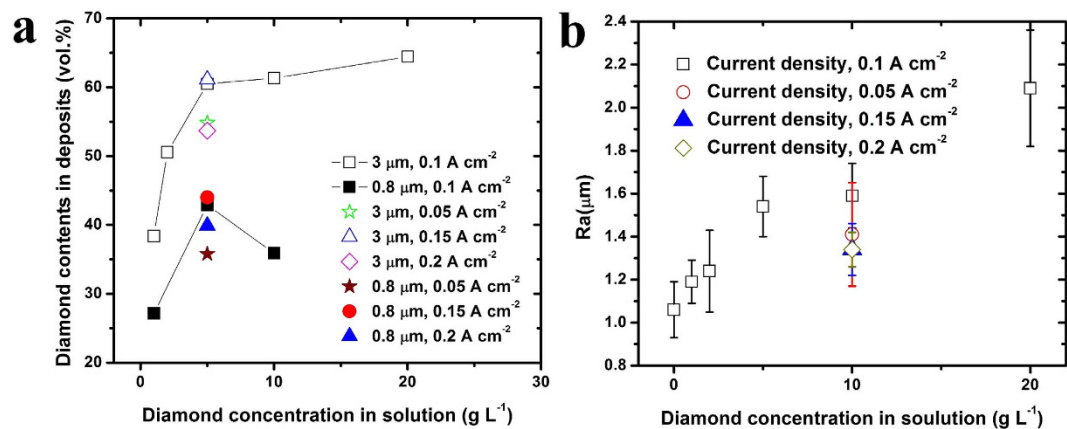 a
Diamond contents in deposits (vol.%)
70
60
50
40
30
20
3 μm, 0.1 A cm⁻²
0.8 μm, 0.1 A cm⁻²
3 μm, 0.05 A cm⁻²
3 μm, 0.15 A cm⁻²
3 μm, 0.2 A cm⁻²
0.8 μm, 0.05 A cm⁻²
0.8 μm, 0.15 A cm⁻²
0.8 μm, 0.2 A cm⁻²
0 10 20 30
Diamond concentration in solution (g L⁻¹)
b
Ra(μm)
2.4
2.2
2.0
1.8
1.6
1.4
1.2
1.0
0.8
Current density, 0.1 A cm⁻²
Current density, 0.05 A cm⁻²
Current density, 0.15 A cm⁻²
Current density, 0.2 A cm⁻²
0 10 20
Diamond concentration in soulution (g L⁻¹)